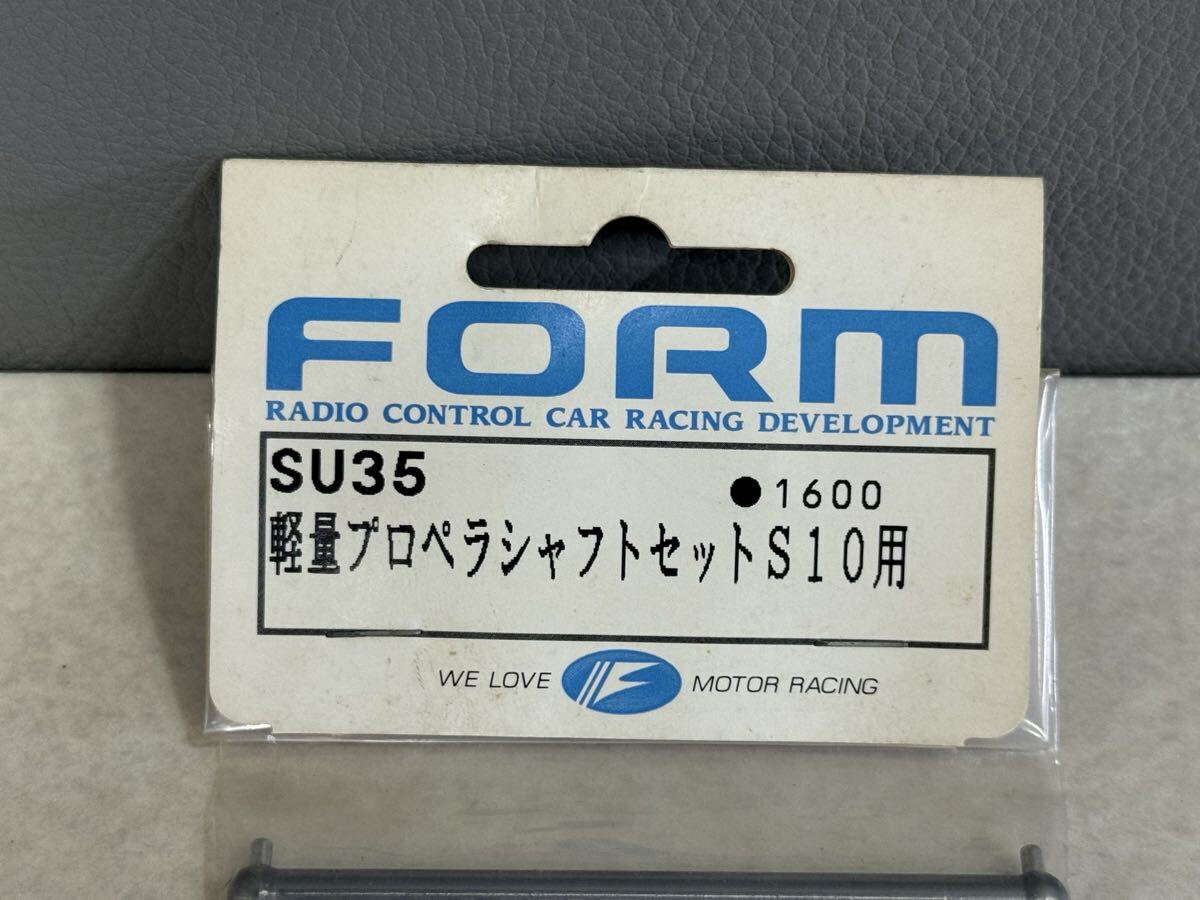 FORM
RADIO CONTROL CAR RACING DEVELOPMENT
SU35 ●1600
軽量プロペラシャフトセットS10用
WE LOVE F MOTOR RACING